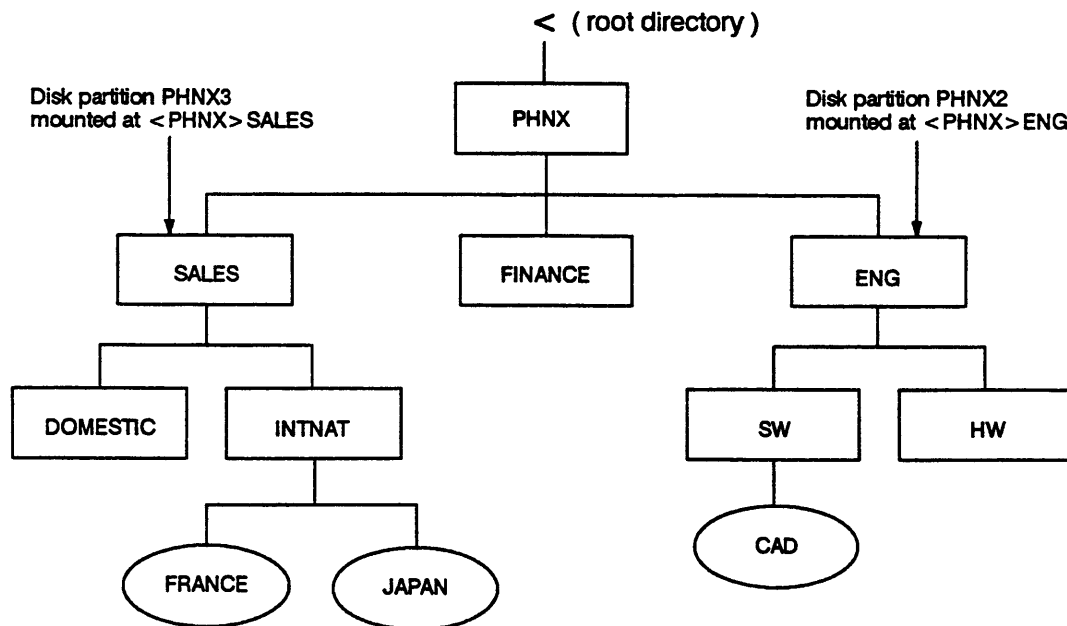 < ( root directory )
Disk partition PHNX3
mounted at <PHNX> SALES
PHNX
Disk partition PHNX2
mounted at <PHNX> ENG
SALES
FINANCE
ENG
DOMESTIC
INTNAT
SW
HW
FRANCE
JAPAN
CAD